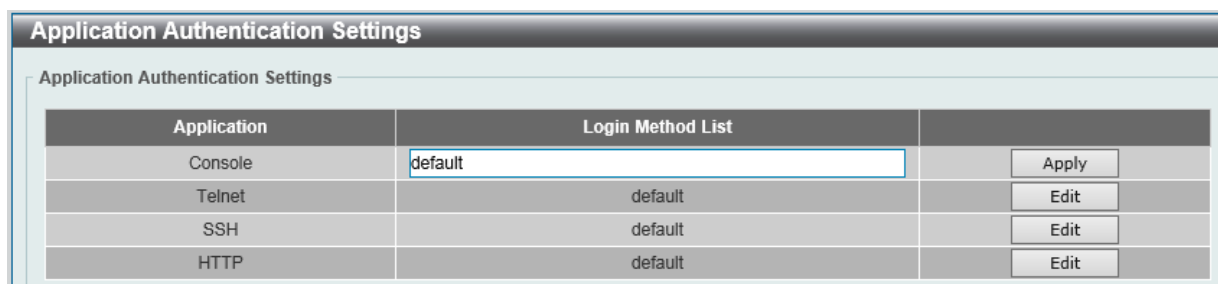 Application Authentication Settings
Application Authentication Settings
Application Login Method List
Console default Apply
Telnet default Edit
SSH default Edit
HTTP default Edit